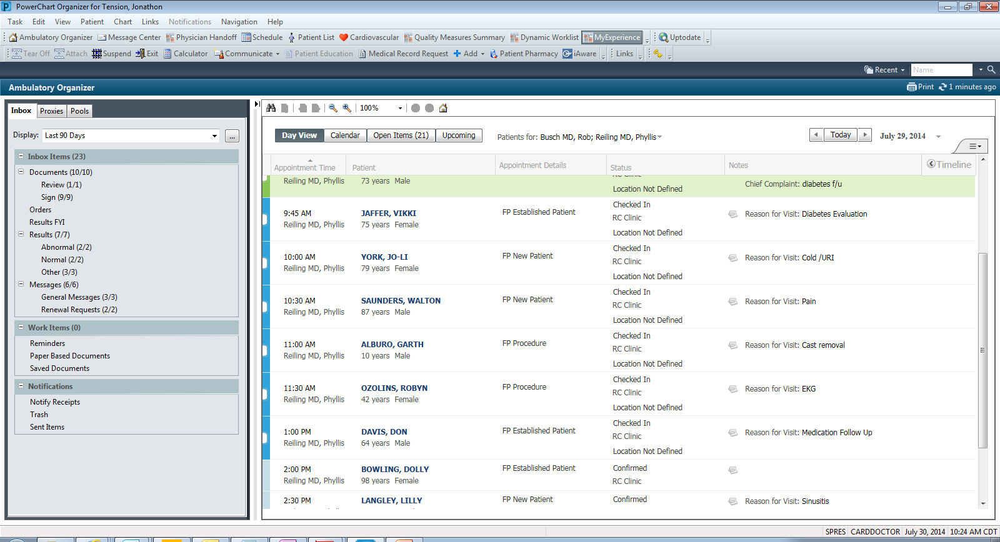 PowerChart Organizer for Tension, Jonathon
Task Edit View Patient Chart Links Notifications Navigation Help
Ambulatory Organizer Message Center Physician Handoff Schedule Patient List Cardiovascular Quality Measures Summary Dynamic Worklist MyExperience Uptodate
Tear Off Attach Suspend Exit Calculator Communicate Patient Education Medical Record Request Add Patient Pharmacy iAware Links
Recent Name
Ambulatory Organizer Print 1 minutes ago
Inbox Proxies Pools
Display: Last 90 Days ...
Inbox Items (23)
Documents (10/10)
Review (1/1)
Sign (9/9)
Orders
Results FYI
Results (7/7)
Abnormal (2/2)
Normal (2/2)
Other (3/3)
Messages (6/6)
General Messages (3/3)
Renewal Requests (2/2)
Work Items (0)
Reminders
Paper Based Documents
Saved Documents
Notifications
Notify Receipts
Trash
Sent Items
100%
Day View Calendar Open Items (21) Upcoming Patients for: Busch MD, Rob; Reiling MD, Phyllis Today July 29, 2014
Appointment Time Patient Appointment Details Status Notes Timeline
RC Clinic
Reiling MD, Phyllis 73 years Male Location Not Defined Chief Complaint: diabetes f/u
9:45 AM JAFFER, VIKKI FP Established Patient Checked In
Reiling MD, Phyllis 75 years Female RC Clinic Reason for Visit: Diabetes Evaluation
Location Not Defined
10:00 AM YORK, JO-LI FP New Patient Checked In
Reiling MD, Phyllis 79 years Female RC Clinic Reason for Visit: Cold /URI
Location Not Defined
10:30 AM SAUNDERS, WALTON FP New Patient Checked In
Reiling MD, Phyllis 87 years Male RC Clinic Reason for Visit: Pain
Location Not Defined
11:00 AM ALBURO, GARTH FP Procedure Checked In
Reiling MD, Phyllis 10 years Male RC Clinic Reason for Visit: Cast removal
Location Not Defined
11:30 AM OZOLINS, ROBYN FP Procedure Checked In
Reiling MD, Phyllis 42 years Female RC Clinic Reason for Visit: EKG
Location Not Defined
1:00 PM DAVIS, DON FP Established Patient Checked In
Reiling MD, Phyllis 64 years Male RC Clinic Reason for Visit: Medication Follow Up
Location Not Defined
2:00 PM BOWLING, DOLLY FP Established Patient Confirmed
Reiling MD, Phyllis 98 years Female RC Clinic
2:30 PM LANGLEY, LILLY FP New Patient Confirmed Reason for Visit: Sinusitis
SPRES CARDDOCTOR July 30, 2014 10:24 AM CDT